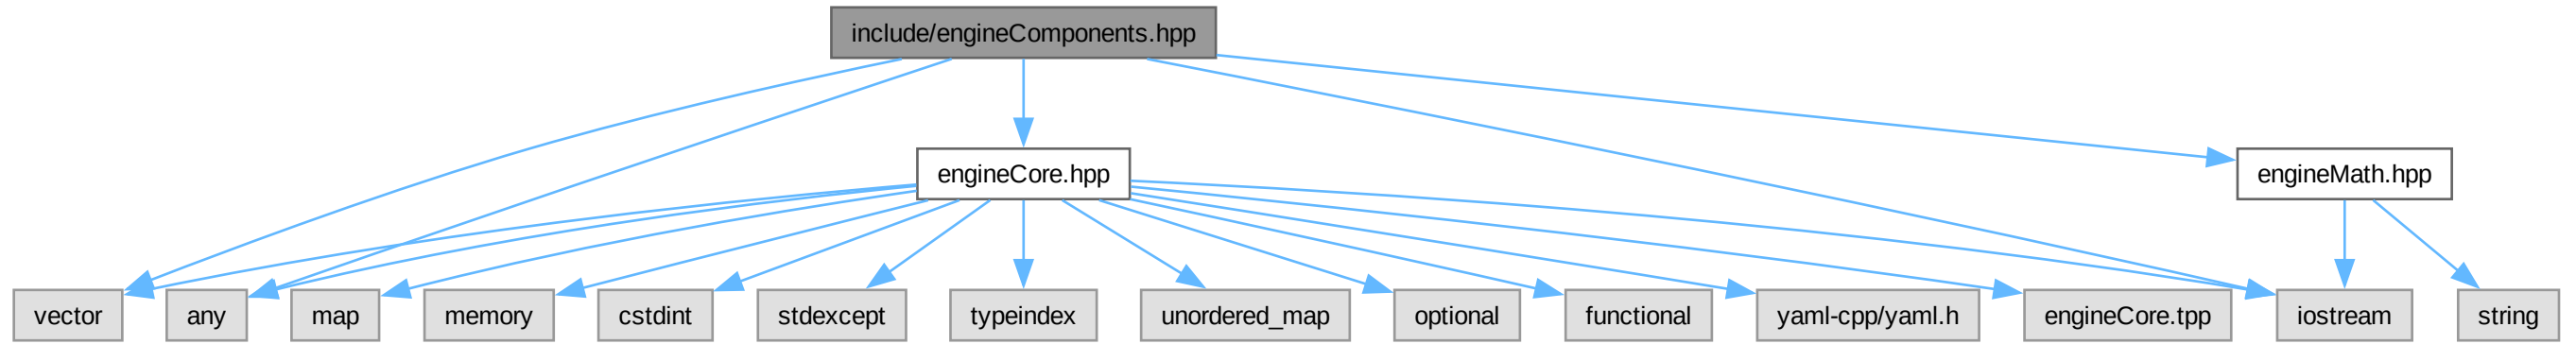 include/engineComponents.hpp
engineCore.hpp
engineMath.hpp
vector
any
map
memory
cstdint
stdexcept
typeindex
unordered_map
optional
functional
yaml-cpp/yaml.h
engineCore.tpp
iostream
string